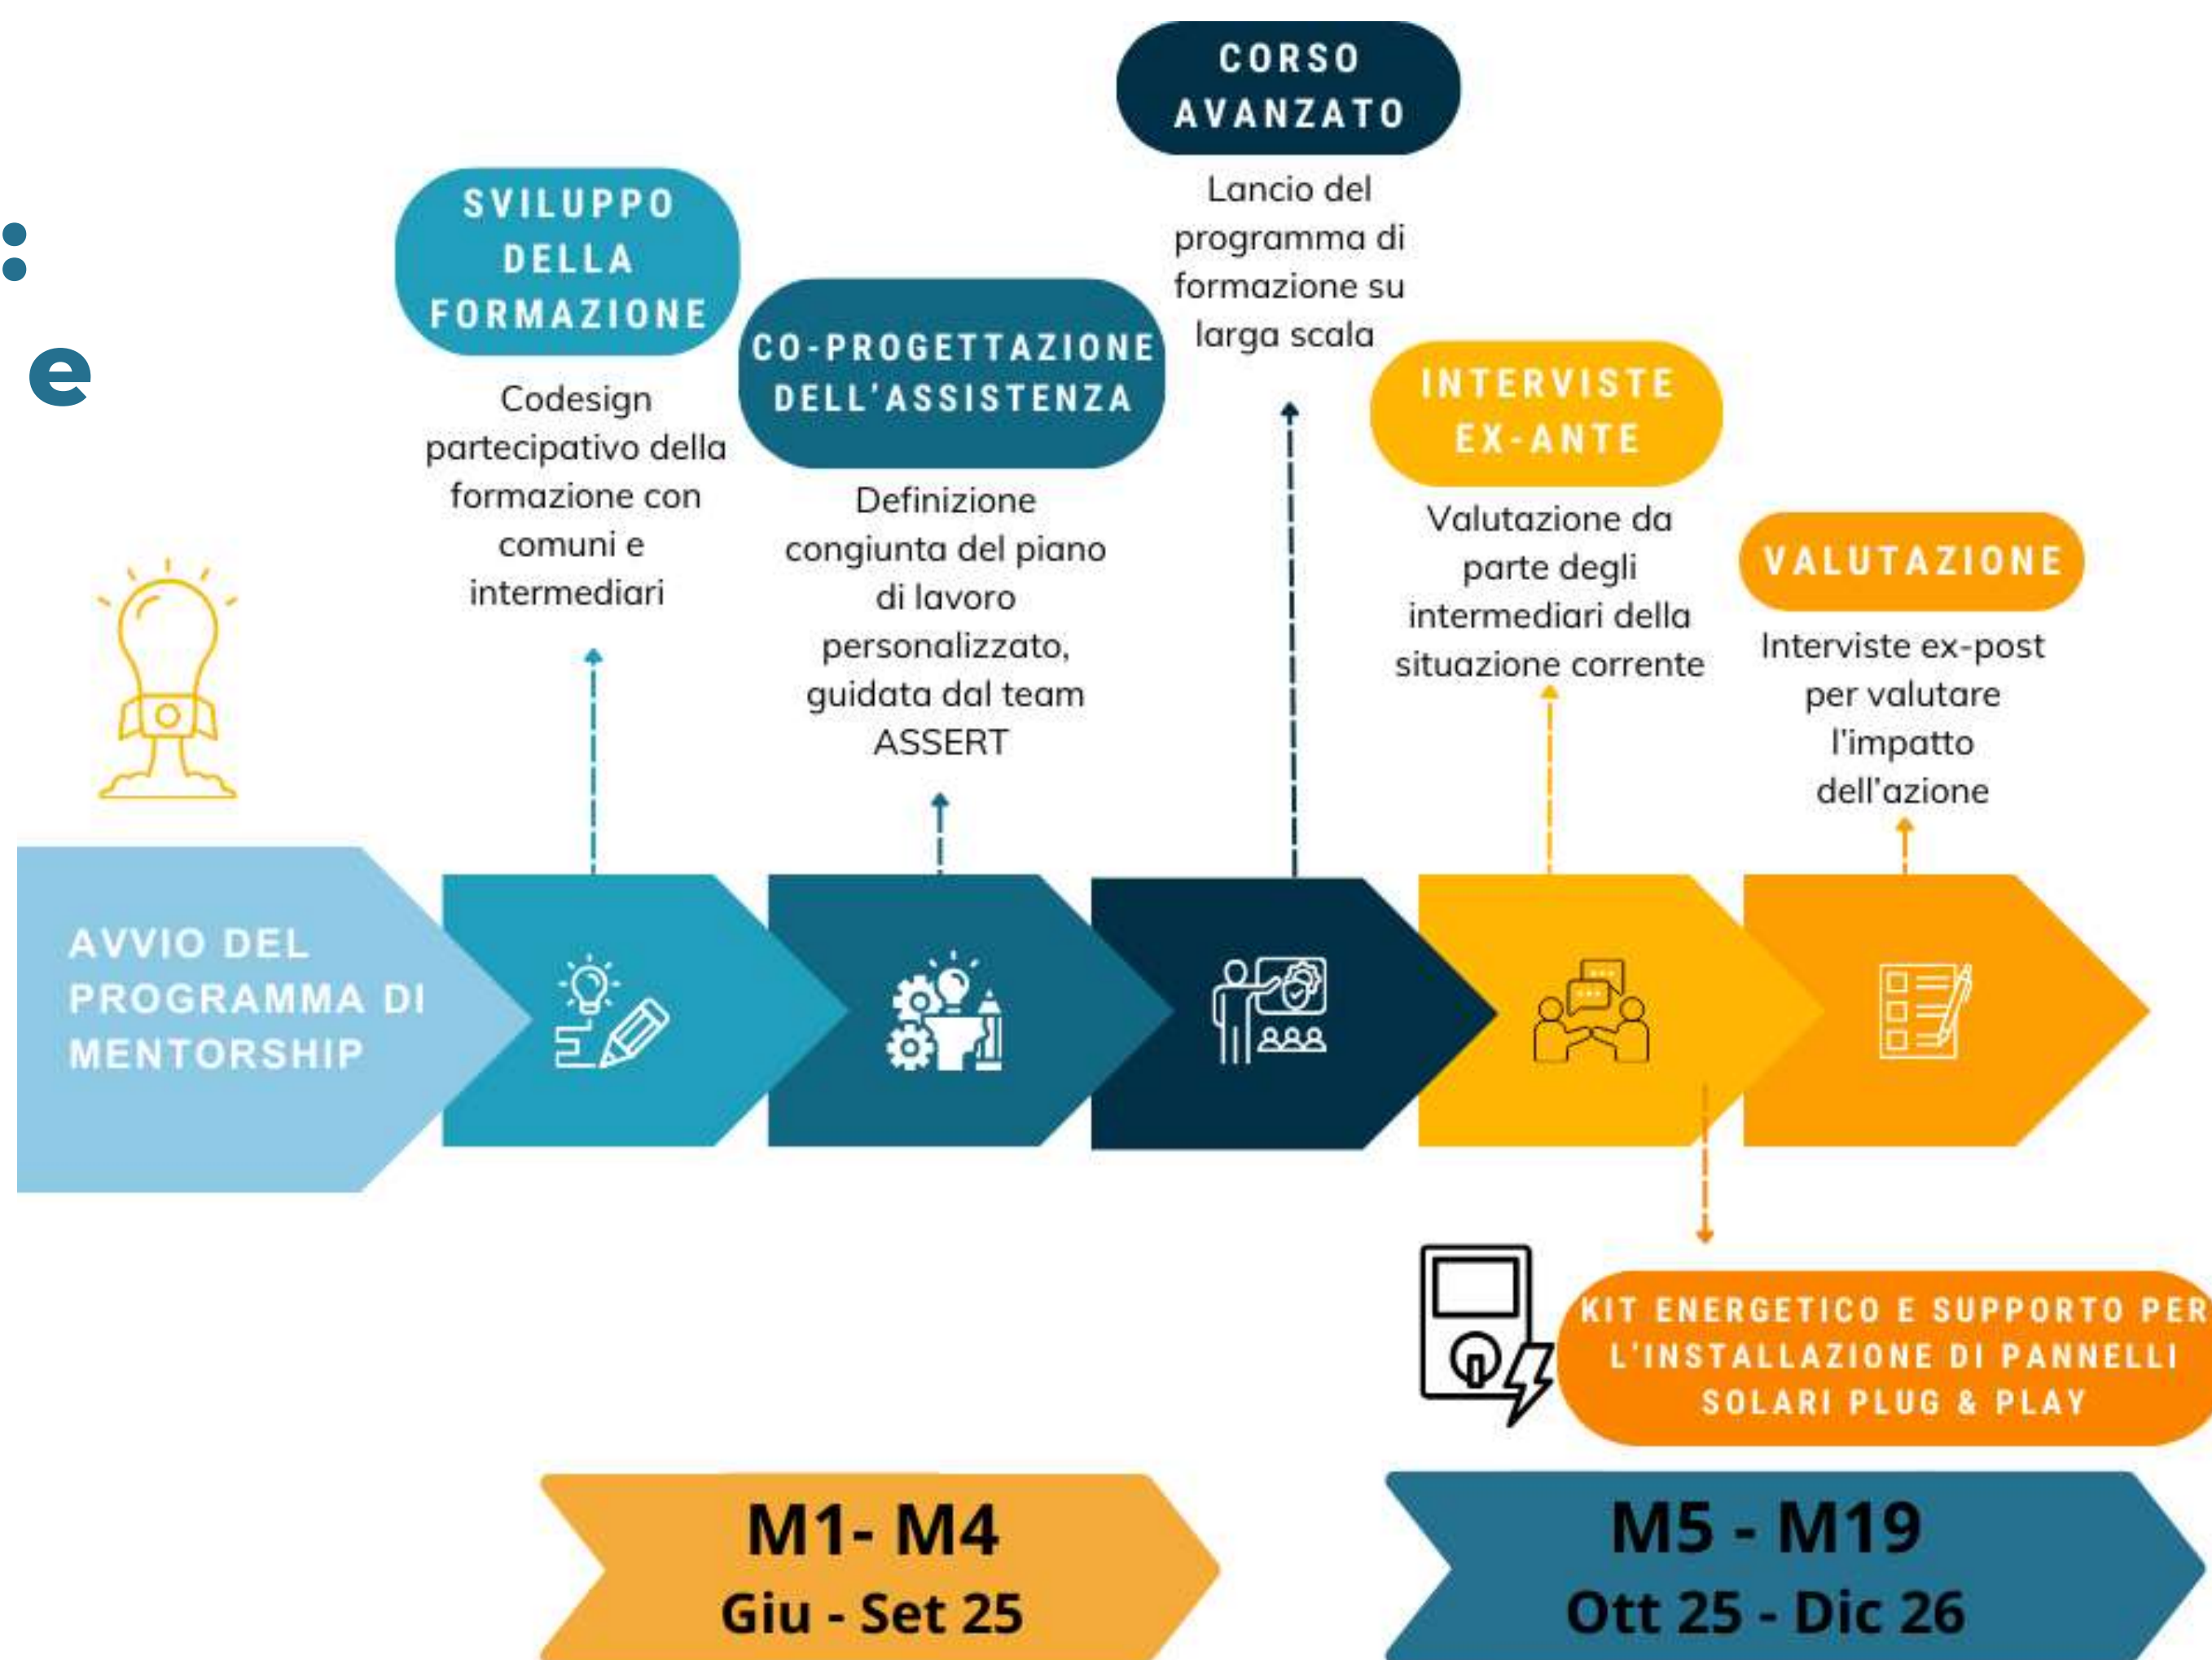 :
e
SVILUPPO
DELLA
FORMAZIONE
Codesign
partecipativo della
formazione con
comuni e
intermediari
CO-PROGETTAZIONE
DELL'ASSISTENZA
Definizione
congiunta del piano
di lavoro
personalizzato,
guidata dal team
ASSERT
CORSO
AVANZATO
Lancio del
programma di
formazione su
larga scala
INTERVISTE
EX-ANTE
Valutazione da
parte degli
intermediari della
situazione corrente
VALUTAZIONE
Interviste ex-post
per valutare
l'impatto
dell'azione
AVVIO DEL
PROGRAMMA DI
MENTORSHIP
KIT ENERGETICO E SUPPORTO PER
L'INSTALLAZIONE DI PANNELLI
SOLARI PLUG & PLAY
M1- M4
Giu - Set 25
M5 - M19
Ott 25 - Dic 26